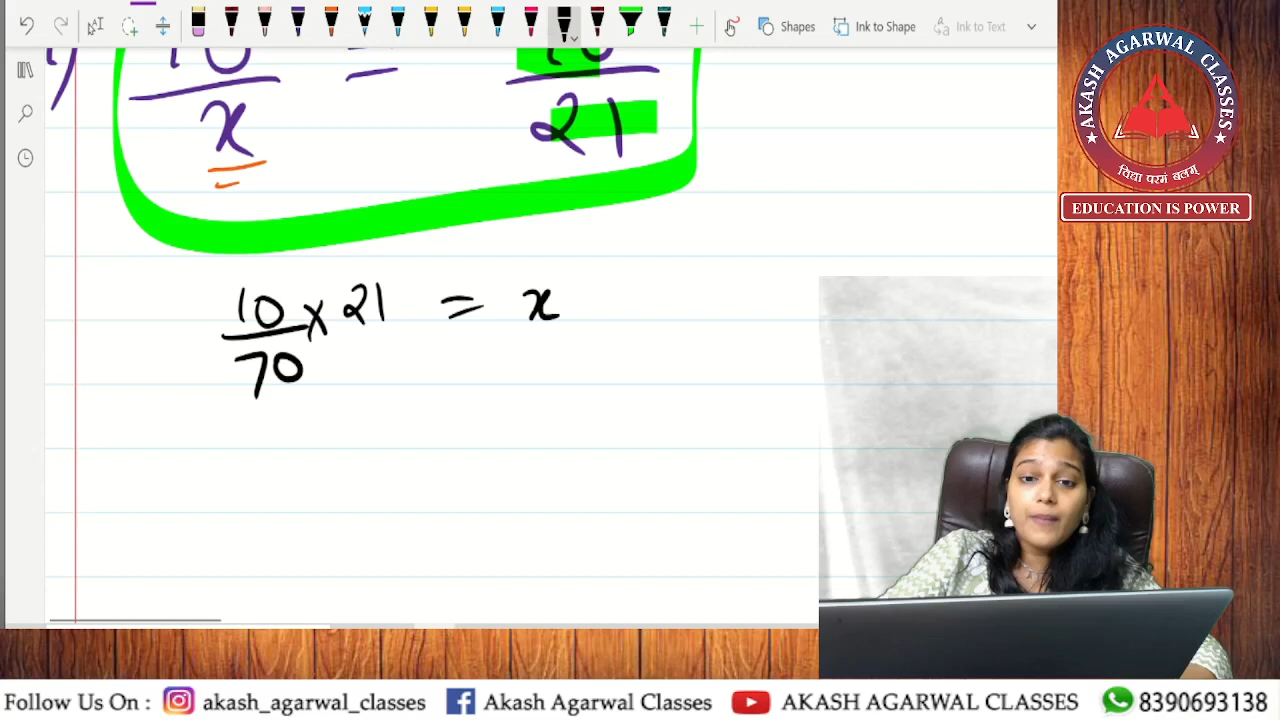 Shapes Ink to Shape Ink to Text
x =
21
10/70 × 21 = x
AKASH AGARWAL CLASSES
विद्या परमं बलम्
EDUCATION IS POWER
Follow Us On : akash_agarwal_classes Akash Agarwal Classes AKASH AGARWAL CLASSES 8390693138